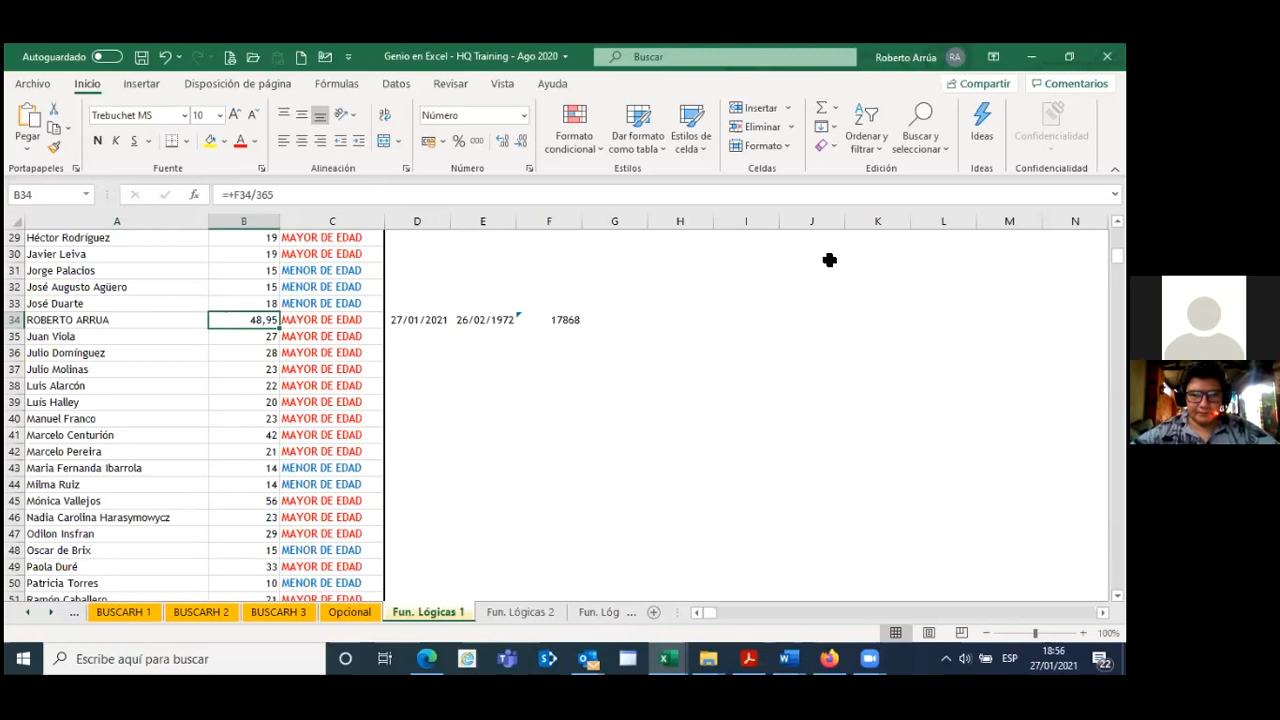 Autoguardado Genio en Excel - HQ Training - Ago 2020 Buscar Roberto Arrúa RA
Archivo Inicio Insertar Disposición de página Fórmulas Datos Revisar Vista Ayuda Compartir Comentarios
Trebuchet MS 10 Número Insertar
Pegar N K S Formato condicional Dar formato como tabla Estilos de celda Eliminar Formato Ordenar y filtrar Buscar y seleccionar Ideas Confidencialidad
Portapapeles Fuente Alineación Número Estilos Celdas Edición Ideas Confidencialidad
B34 fx =+F34/365
A B C D E F G H I J K L M N
29 Héctor Rodríguez 19 MAYOR DE EDAD
30 Javier Leiva 19 MAYOR DE EDAD
31 Jorge Palacios 15 MENOR DE EDAD
32 José Augusto Agüero 15 MENOR DE EDAD
33 José Duarte 18 MENOR DE EDAD
34 ROBERTO ARRUA 48,95 MAYOR DE EDAD 27/01/2021 26/02/1972 17868
35 Juan Viola 27 MAYOR DE EDAD
36 Julio Domínguez 28 MAYOR DE EDAD
37 Julio Molinas 23 MAYOR DE EDAD
38 Luis Alarcón 22 MAYOR DE EDAD
39 Luís Halley 20 MAYOR DE EDAD
40 Manuel Franco 23 MAYOR DE EDAD
41 Marcelo Centurión 42 MAYOR DE EDAD
42 Marcelo Pereira 21 MAYOR DE EDAD
43 Maria Fernanda Ibarrola 14 MENOR DE EDAD
44 Milma Ruiz 14 MENOR DE EDAD
45 Mónica Vallejos 56 MAYOR DE EDAD
46 Nadia Carolina Harasymowycz 23 MAYOR DE EDAD
47 Odilon Insfran 29 MAYOR DE EDAD
48 Oscar de Brix 15 MENOR DE EDAD
49 Paola Duré 33 MAYOR DE EDAD
50 Patricia Torres 10 MENOR DE EDAD
51 Ramón Caballero 21 MAYOR DE EDAD
... BUSCARH 1 BUSCARH 2 BUSCARH 3 Opcional Fun. Lógicas 1 Fun. Lógicas 2 Fun. Lóg ...
100%
Escribe aquí para buscar ESP 18:56
27/01/2021 22